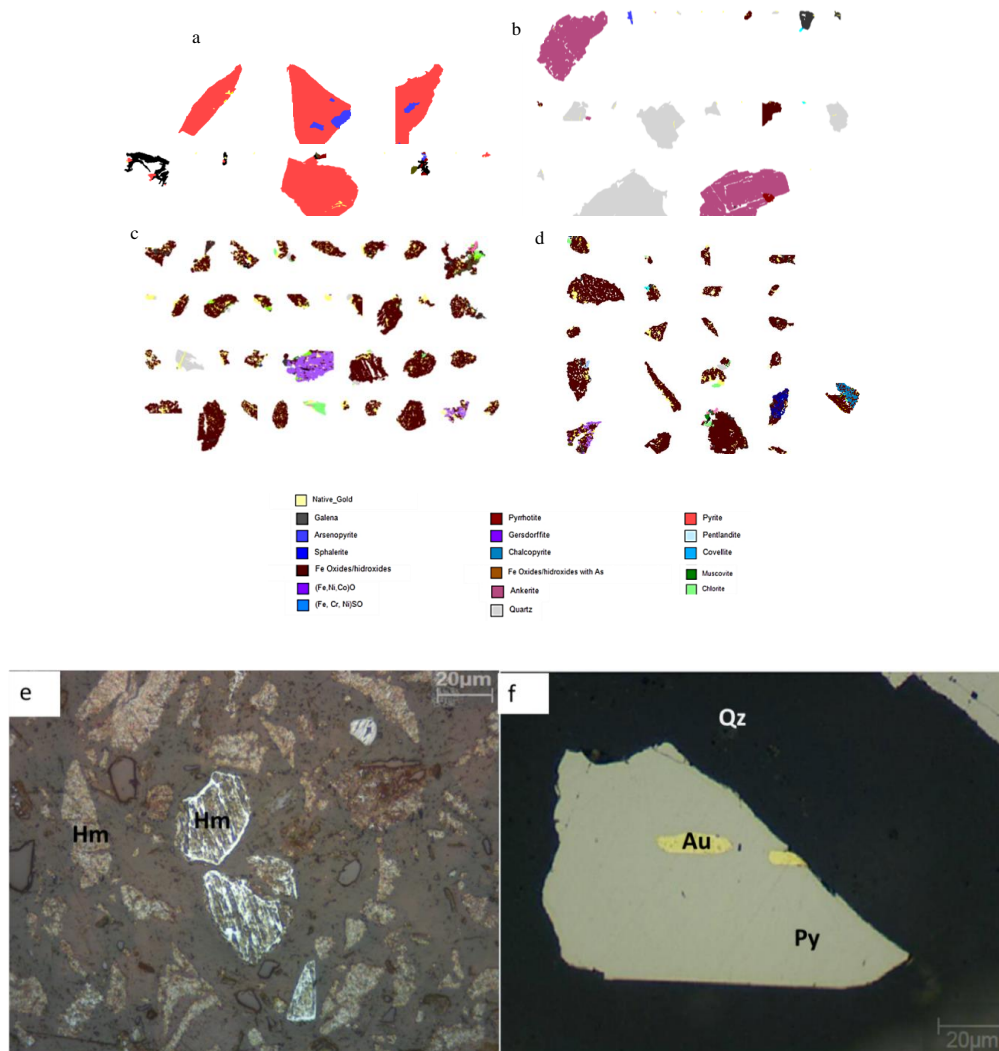 a
b
c
d
Native_Gold
Galena
Pyrrhotite
Pyrite
Arsenopyrite
Gersdorffite
Pentlandite
Sphalerite
Chalcopyrite
Covellite
Fe Oxides/hidroxides
Fe Oxides/hidroxides with As
Muscovite
(Fe,Ni,Co)O
Ankerite
Chlorite
(Fe, Cr, Ni)SO
Quartz
e
20µm
Hm
Hm
f
Qz
Au
Py
20µm